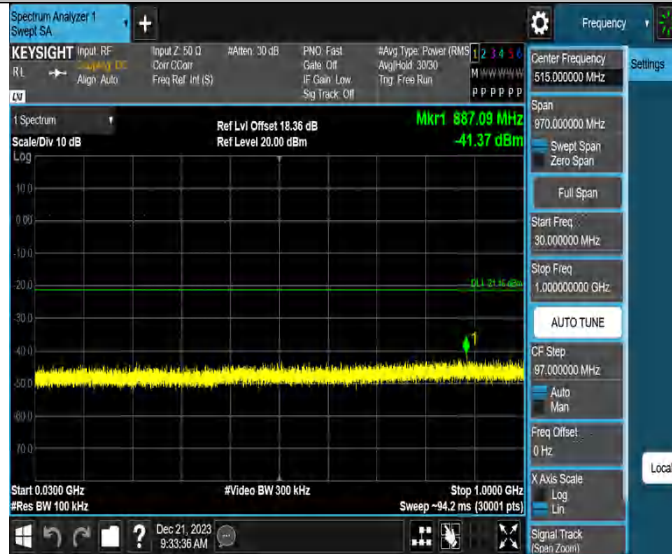 Spectrum Analyzer 1
Swept SA
+
Frequency
KEYSIGHT Input: RF
Coupling: DC
Align: Auto
RL
Input Z: 50 Ω
Corr CCorr
Freq Ref: Int (S)
#Atten: 30 dB
PNO: Fast
Gate: Off
IF Gain: Low
Sig Track: Off
#Avg Type: Power (RMS
Avg|Hold: 30/30
Trig: Free Run
1 2 3 4 5 6
M W W W W W
P P P P P P
LXI
1 Spectrum
Scale/Div 10 dB
Log
Ref Lvl Offset 18.36 dB
Ref Level 20.00 dBm
Mkr1 887.09 MHz
-41.37 dBm
10.0
0.00
-10.0
-20.0
-30.0
-40.0
-50.0
-60.0
-70.0
1
Start 0.0300 GHz
#Res BW 100 kHz
#Video BW 300 kHz
Stop 1.0000 GHz
Sweep ~94.2 ms (30001 pts)
?
Dec 21, 2023
9:33:36 AM
Center Frequency
515.000000 MHz
Settings
Span
970.000000 MHz
Swept Span
Zero Span
Full Span
Start Freq
30.000000 MHz
Stop Freq
1.000000000 GHz
AUTO TUNE
CF Step
97.000000 MHz
Auto
Man
Freq Offset
0 Hz
X Axis Scale
Log
Lin
Local
Signal Track
(Span Zoom)